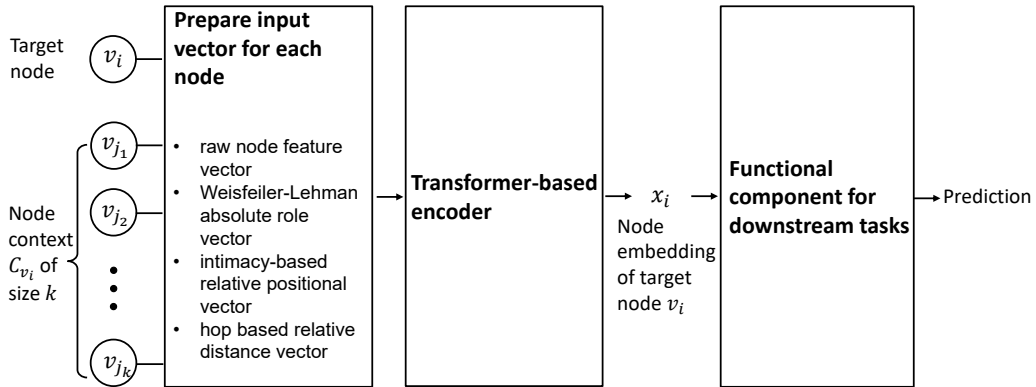 Target
node
v_i
v_{j_1}
v_{j_2}
v_{j_k}
Node
context
C_{v_i} of
size k
Prepare input
vector for each
node
• raw node feature
vector
• Weisfeiler-Lehman
absolute role
vector
• intimacy-based
relative positional
vector
• hop based relative
distance vector
Transformer-based
encoder
x_i
Node
embedding
of target
node v_i
Functional
component for
downstream tasks
Prediction